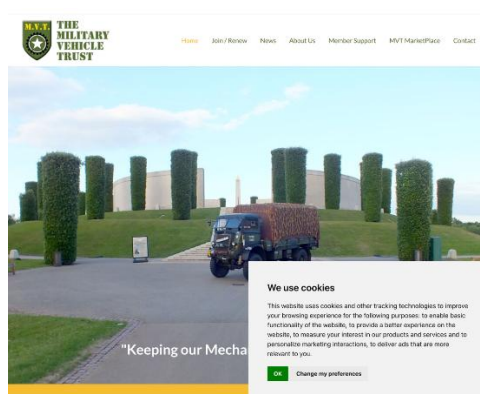 M.V.T.
THE
MILITARY
VEHICLE
TRUST
Home Join / Renew News About Us Member Support MVT MarketPlace Contact
"Keeping our Mecha
We use cookies
This website uses cookies and other tracking technologies to improve
your browsing experience for the following purposes: to enable basic
functionality of the website, to provide a better experience on the
website, to measure your interest in our products and services and to
personalize marketing interactions, to deliver ads that are more
relevant to you.
OK Change my preferences